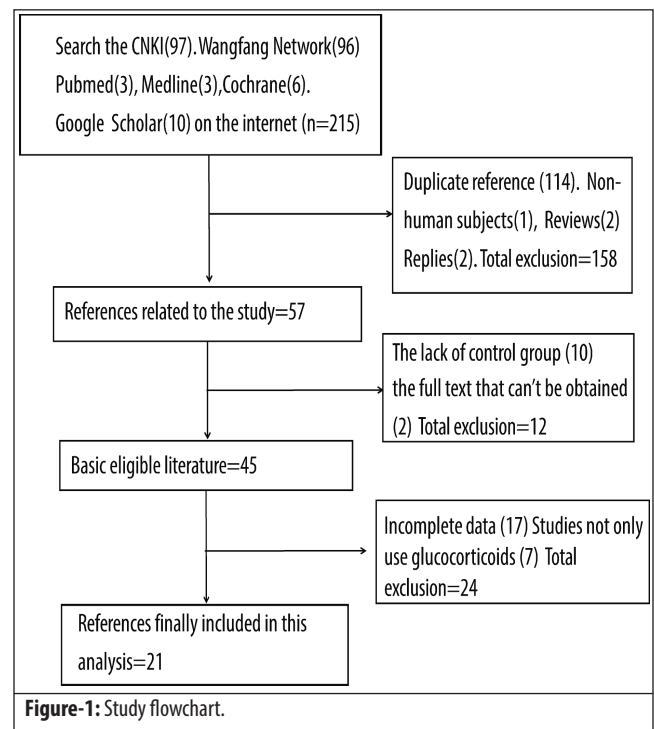 Search the CNKI(97). Wangfang Network(96)
Pubmed(3), Medline(3),Cochrane(6).
Google Scholar(10) on the internet (n=215)
Duplicate reference (114). Non-
human subjects(1), Reviews(2)
Replies(2). Total exclusion=158
References related to the study=57
The lack of control group (10)
the full text that can't be obtained
(2) Total exclusion=12
Basic eligible literature=45
Incomplete data (17) Studies not only
use glucocorticoids (7) Total
exclusion=24
References finally included in this
analysis=21
Figure-1: Study flowchart.